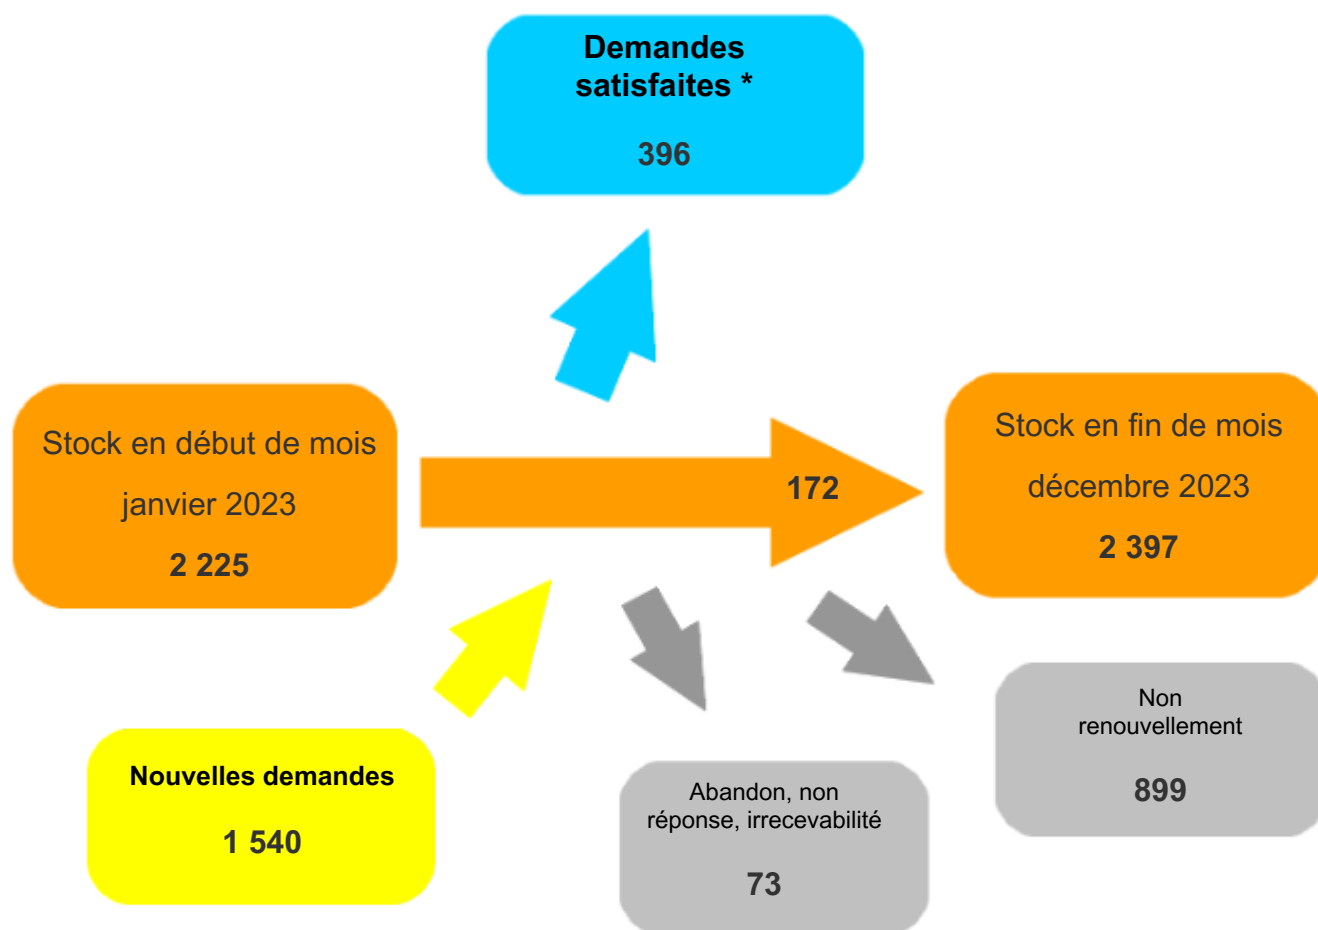 Demandes
satisfaites *
396
Stock en début de mois
janvier 2023
2 225
172
Stock en fin de mois
décembre 2023
2 397
Nouvelles demandes
1 540
Abandon, non
réponse, irrecevabilité
73
Non
renouvellement
899